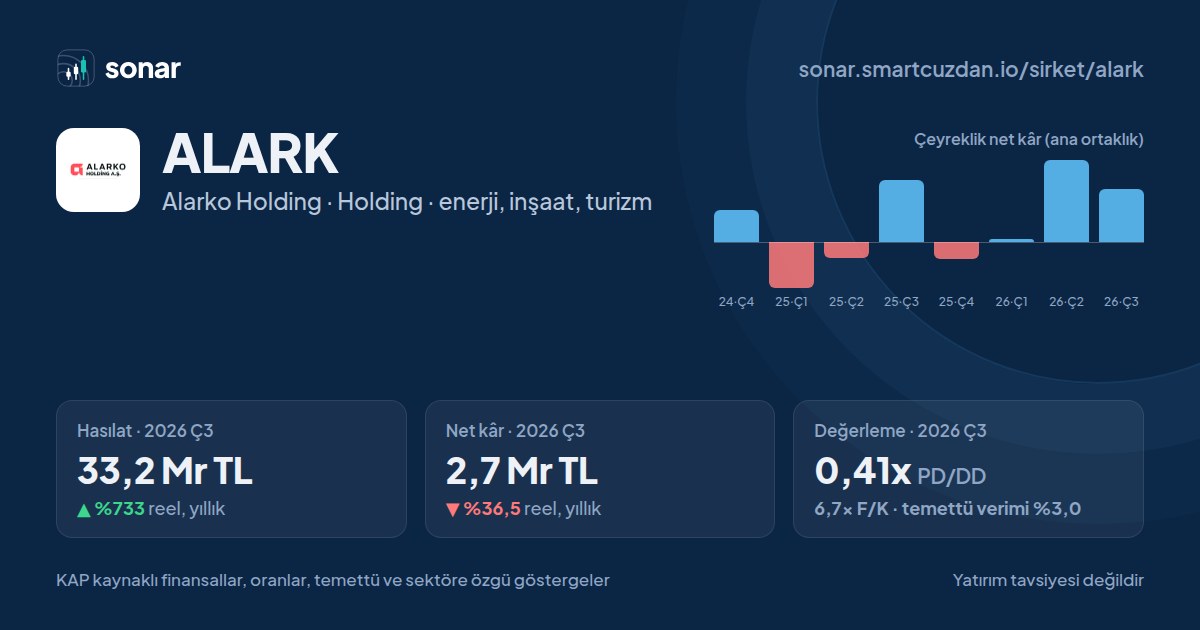 sonar
sonar.smartcuzdan.io/sirket/alark
ALARKO
HOLDİNG A.Ş.
ALARK
Alarko Holding · Holding · enerji, inşaat, turizm
Çeyreklik net kâr (ana ortaklık)
24·Ç4 25·Ç1 25·Ç2 25·Ç3 25·Ç4 26·Ç1 26·Ç2 26·Ç3
Hasılat · 2026 Ç3
33,2 Mr TL
▲ %733 reel, yıllık
Net kâr · 2026 Ç3
2,7 Mr TL
▼ %36,5 reel, yıllık
Değerleme · 2026 Ç3
0,41x PD/DD
6,7× F/K · temettü verimi %3,0
KAP kaynaklı finansallar, oranlar, temettü ve sektöre özgü göstergeler
Yatırım tavsiyesi değildir